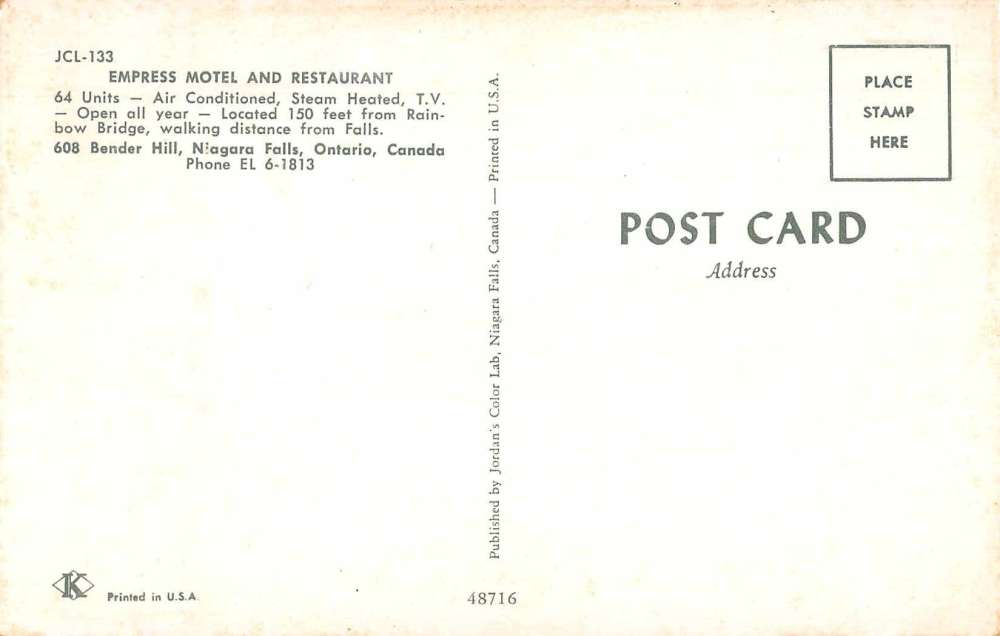 JCL-133
EMPRESS MOTEL AND RESTAURANT
64 Units — Air Conditioned, Steam Heated, T.V.
— Open all year — Located 150 feet from Rain-
bow Bridge, walking distance from Falls.
608 Bender Hill, Niagara Falls, Ontario, Canada
Phone EL 6-1813
Published by Jordan's Color Lab, Niagara Falls, Canada — Printed in U.S.A.
PLACE
STAMP
HERE
POST CARD
Address
K
Printed in U.S.A.
48716